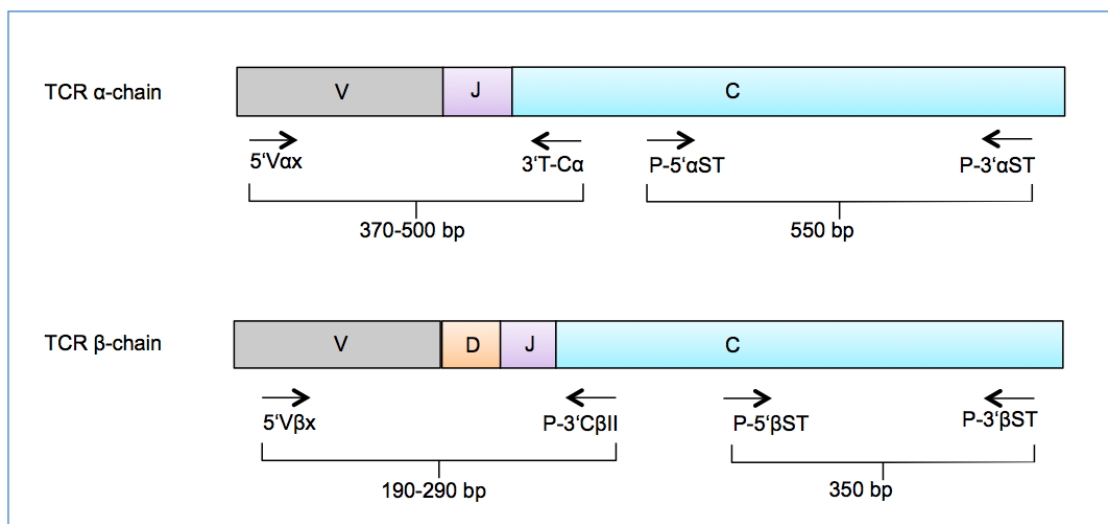 TCR α-chain
V J C
5‘Vαx 3‘T-Cα P-5‘αST P-3‘αST
370-500 bp 550 bp
TCR β-chain
V D J C
5‘Vβx P-3‘CβII P-5‘βST P-3‘βST
190-290 bp 350 bp